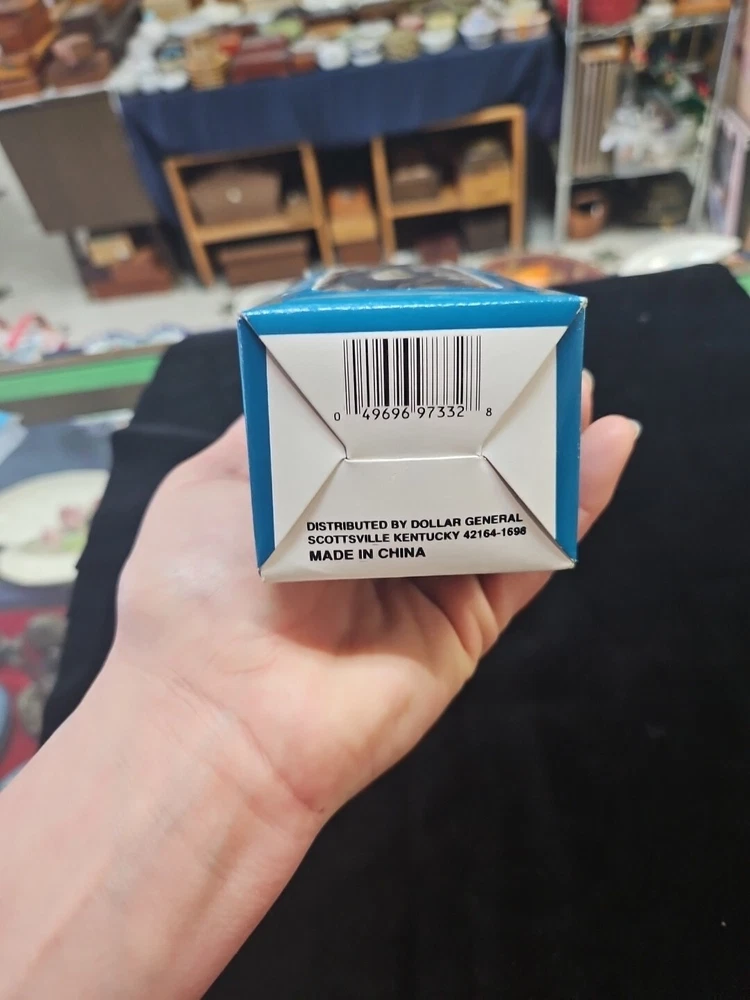 0 49696 97332 8
DISTRIBUTED BY DOLLAR GENERAL
SCOTTSVILLE KENTUCKY 42164-1698
MADE IN CHINA